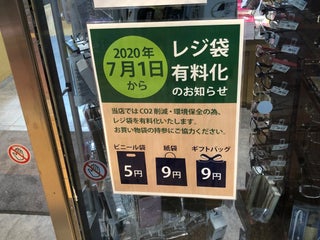 2020年
7月1日
から
レジ袋
有料化
のお知らせ
当店ではCO2削減・環境保全の為、
レジ袋を有料化いたします。
お買い物袋の持参にご協力ください。
ビニール袋 紙袋 ギフトバッグ
5円 9円 9円